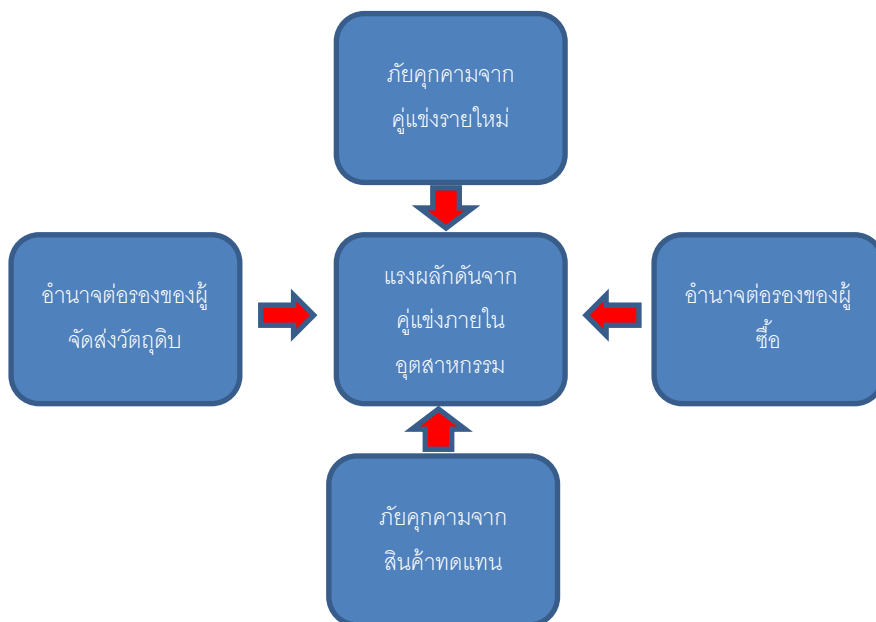 ภัยคุกคามจาก
คู่แข่งรายใหม่
อำนาจต่อรองของผู้
จัดส่งวัตถุดิบ
แรงผลักดันจาก
คู่แข่งภายใน
อุตสาหกรรม
อำนาจต่อรองของผู้
ซื้อ
ภัยคุกคามจาก
สินค้าทดแทน